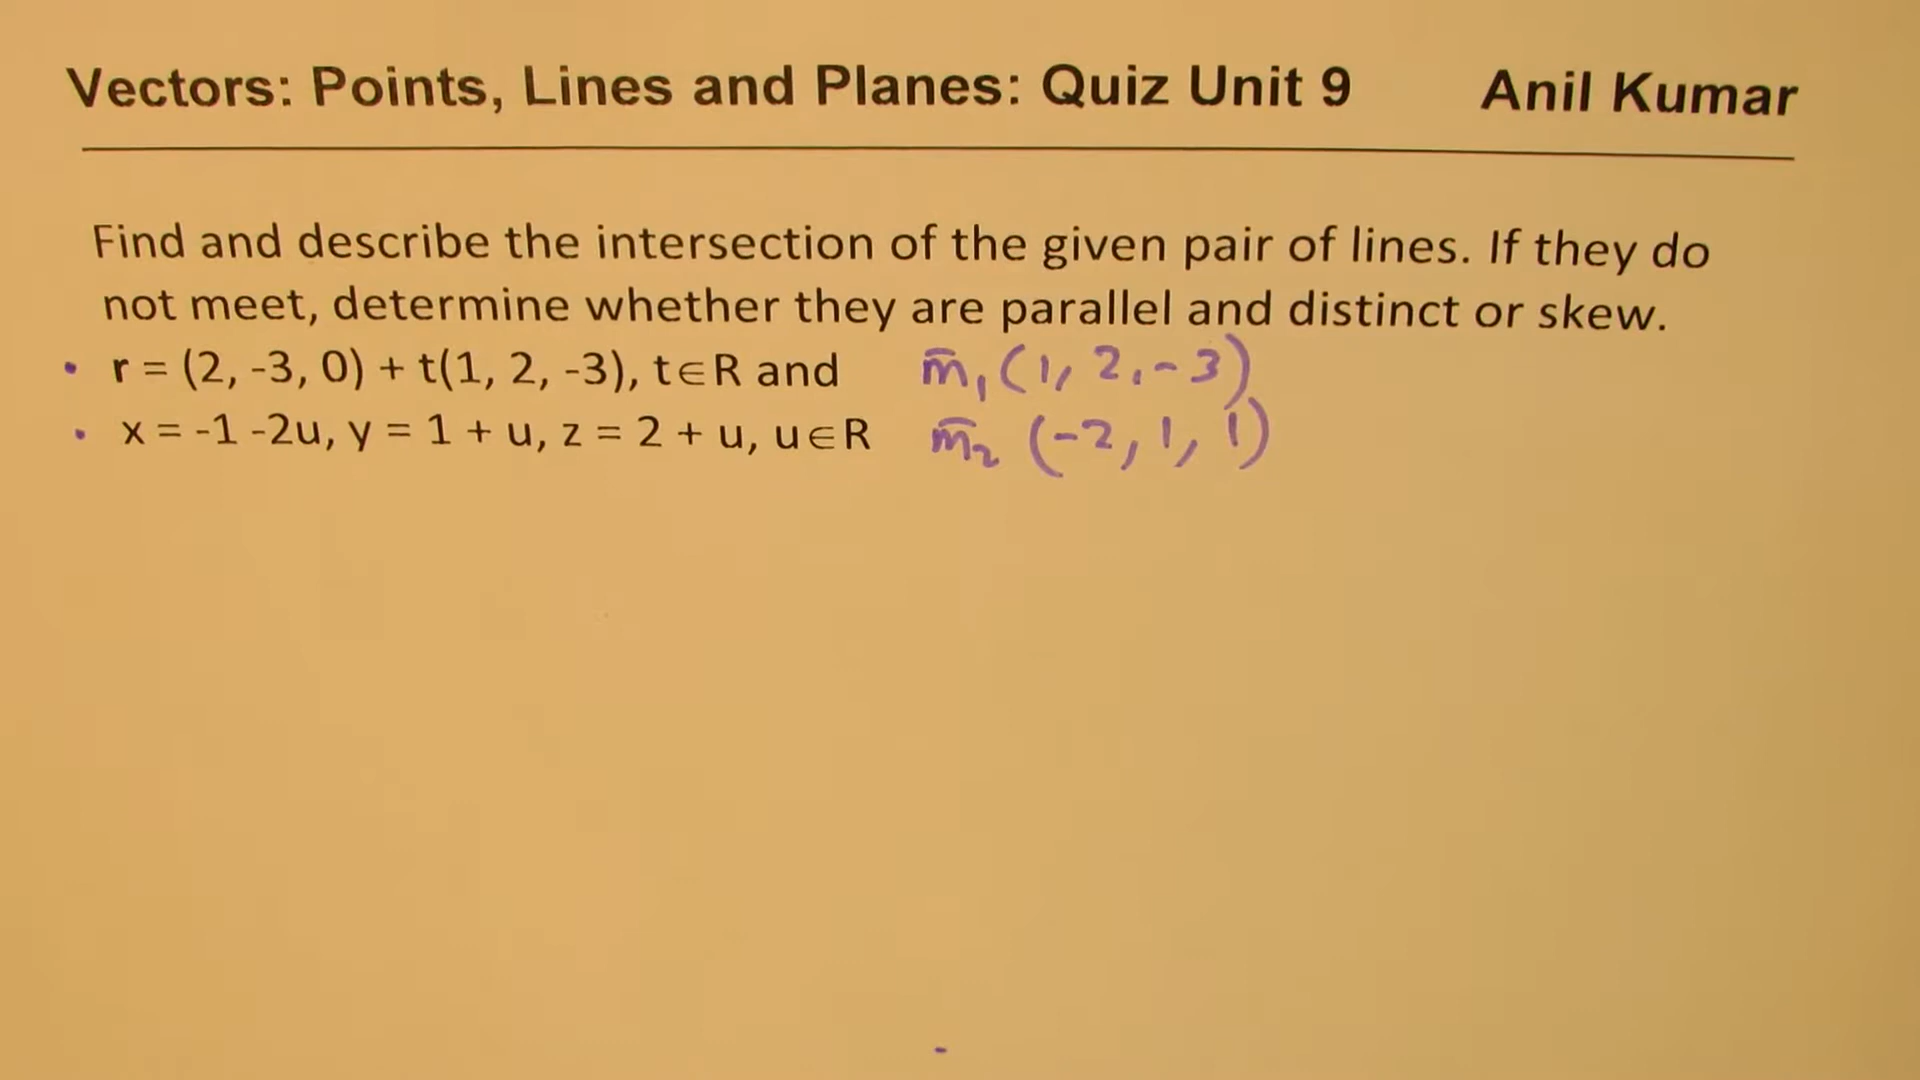 Vectors: Points, Lines and Planes: Quiz Unit 9 Anil Kumar
Find and describe the intersection of the given pair of lines. If they do
not meet, determine whether they are parallel and distinct or skew.
• r = (2, -3, 0) + t(1, 2, -3), t∈R and m̄₁ (1, 2, -3)
• x = -1 -2u, y = 1 + u, z = 2 + u, u∈R m̄₂ (-2, 1, 1)